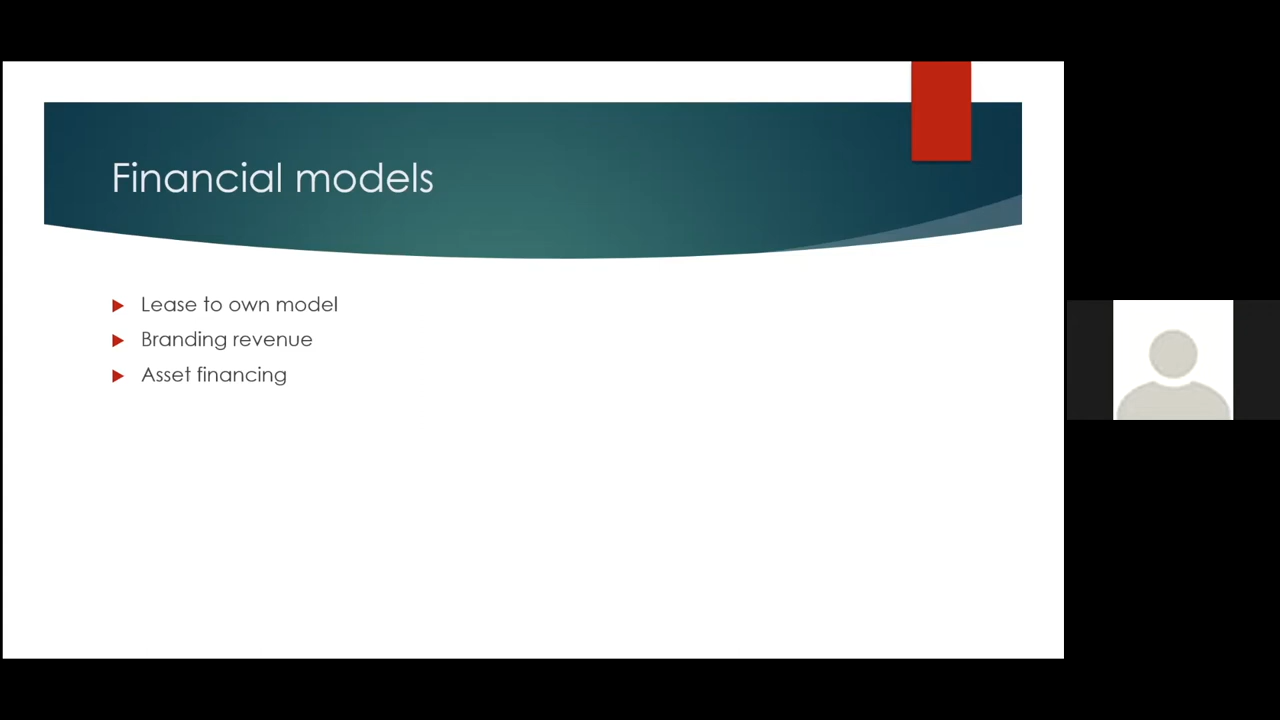 Financial models
Lease to own model
Branding revenue
Asset financing